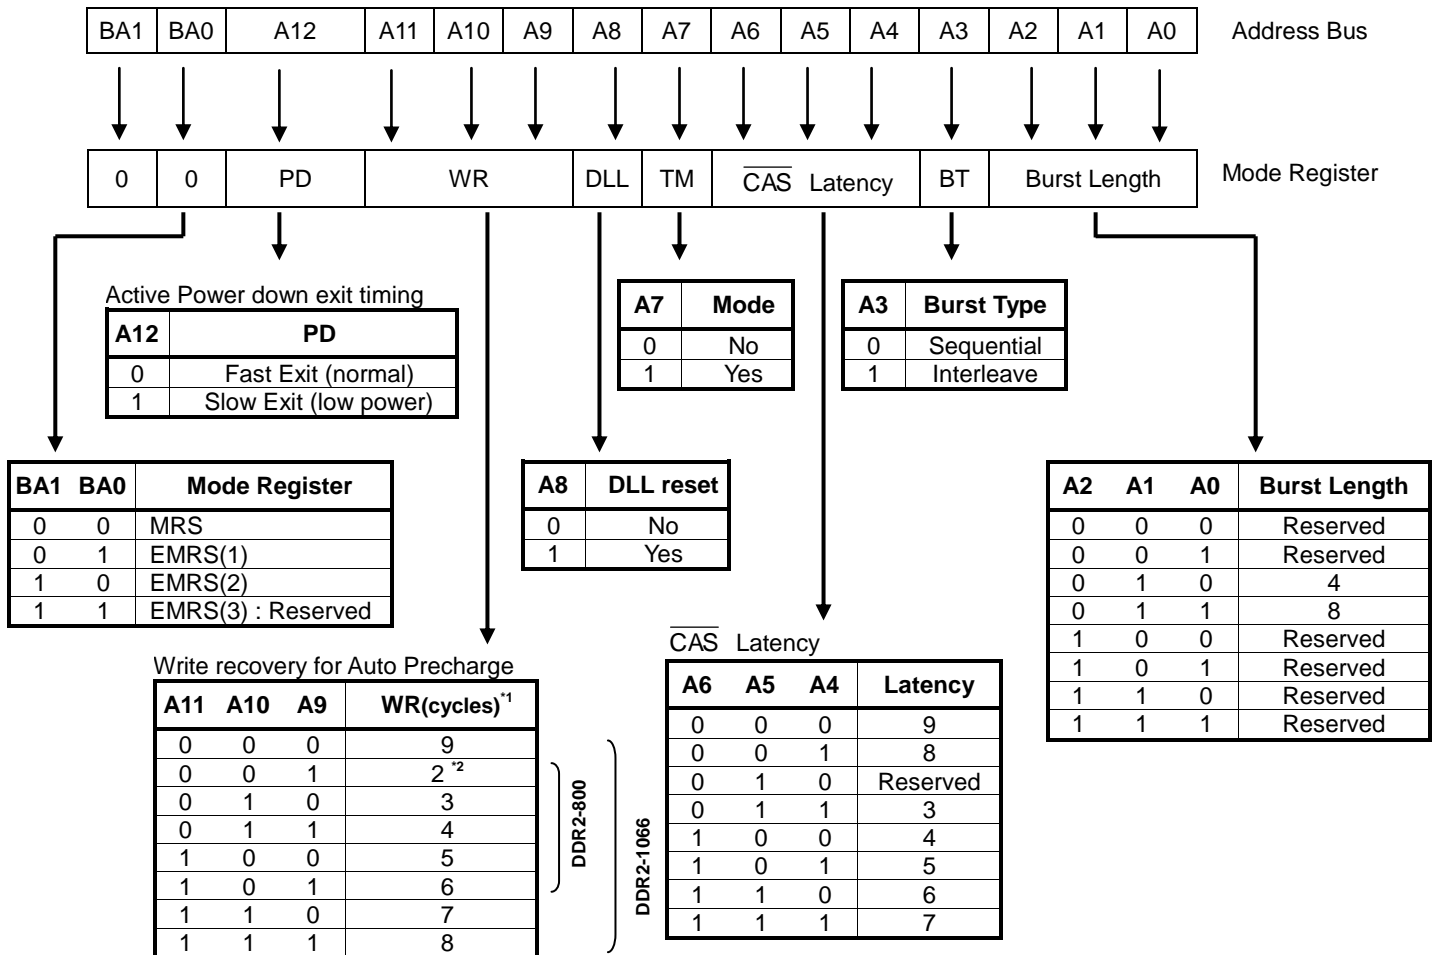 BA1 BA0 A12 A11 A10 A9 A8 A7 A6 A5 A4 A3 A2 A1 A0 Address Bus
0 0 PD WR DLL TM CAS Latency BT Burst Length Mode Register
Active Power down exit timing
A12 PD
0 Fast Exit (normal)
1 Slow Exit (low power)
A7 Mode
0 No
1 Yes
A3 Burst Type
0 Sequential
1 Interleave
BA1 BA0 Mode Register
0 0 MRS
0 1 EMRS(1)
1 0 EMRS(2)
1 1 EMRS(3) : Reserved
A8 DLL reset
0 No
1 Yes
A2 A1 A0 Burst Length
0 0 0 Reserved
0 0 1 Reserved
0 1 0 4
0 1 1 8
1 0 0 Reserved
1 0 1 Reserved
1 1 0 Reserved
1 1 1 Reserved
Write recovery for Auto Precharge
A11 A10 A9 WR(cycles)*1
0 0 0 9
0 0 1 2 *2
0 1 0 3
0 1 1 4
1 0 0 5
1 0 1 6
1 1 0 7
1 1 1 8
DDR2-800
DDR2-1066
CAS Latency
A6 A5 A4 Latency
0 0 0 9
0 0 1 8
0 1 0 Reserved
0 1 1 3
1 0 0 4
1 0 1 5
1 1 0 6
1 1 1 7